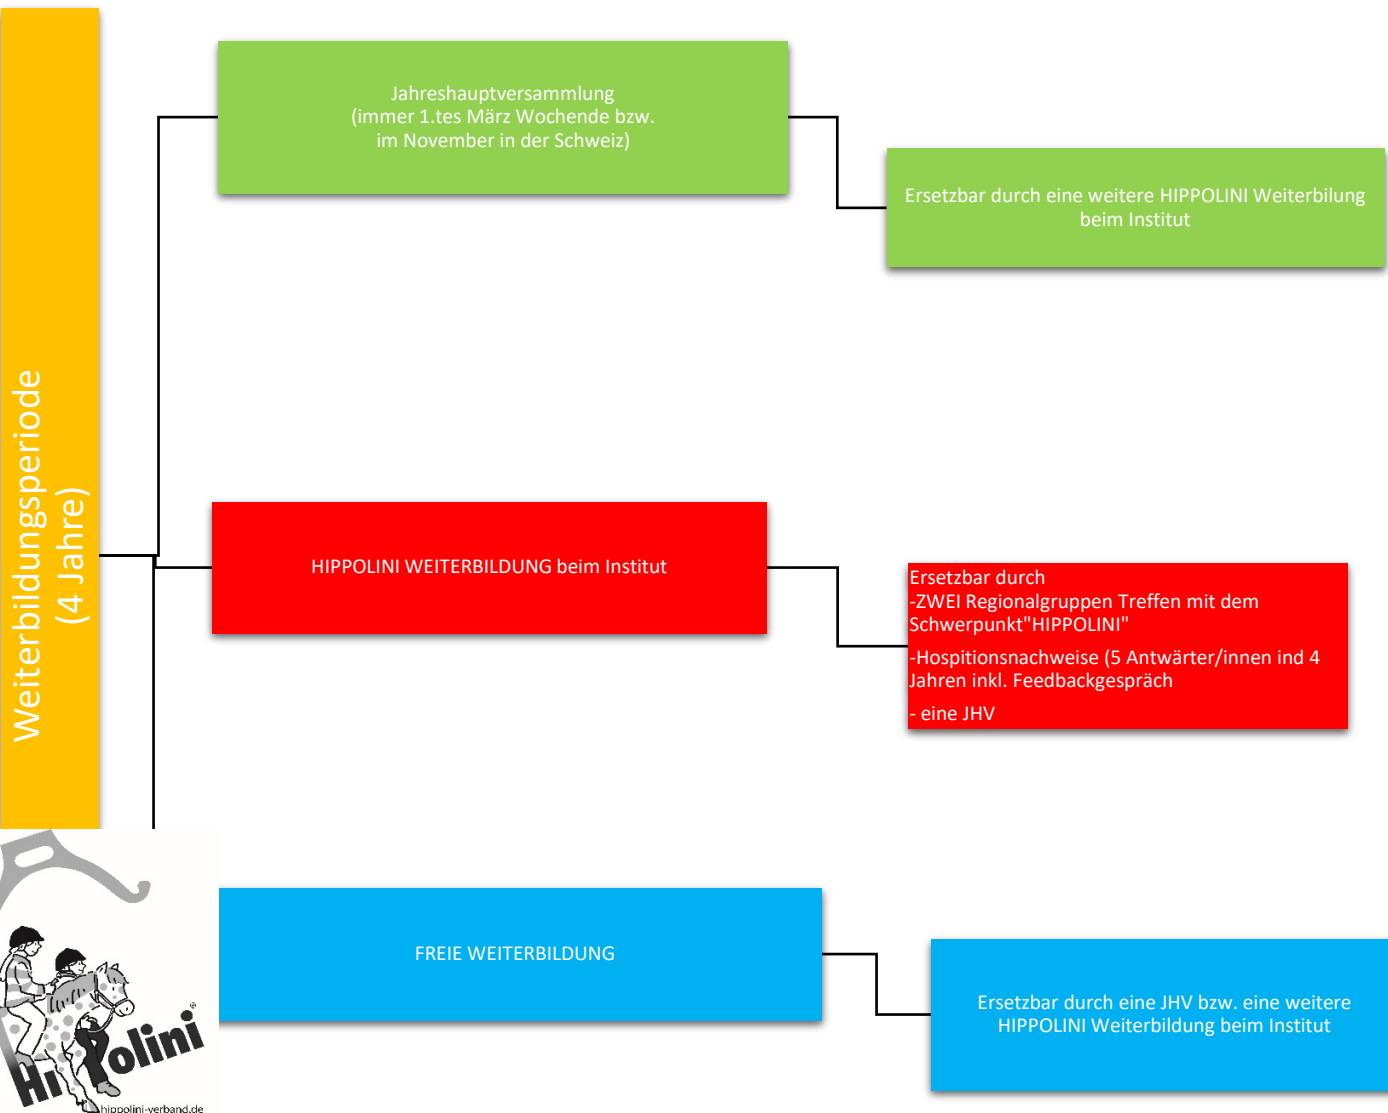 Weiterbildungsperiode
(4 Jahre)
Jahreshauptversammlung
(immer 1.tes März Wochende bzw.
im November in der Schweiz)
Ersetzbar durch eine weitere HIPPOLINI Weiterbilung
beim Institut
HIPPOLINI WEITERBILDUNG beim Institut
Ersetzbar durch
-ZWEI Regionalgruppen Treffen mit dem
Schwerpunkt"HIPPOLINI"
-Hospitionsnachweise (5 Antwärter/innen ind 4
Jahren inkl. Feedbackgespräch
- eine JHV
FREIE WEITERBILDUNG
Ersetzbar durch eine JHV bzw. eine weitere
HIPPOLINI Weiterbildung beim Institut
Hippolini®
hippolini-verband.de